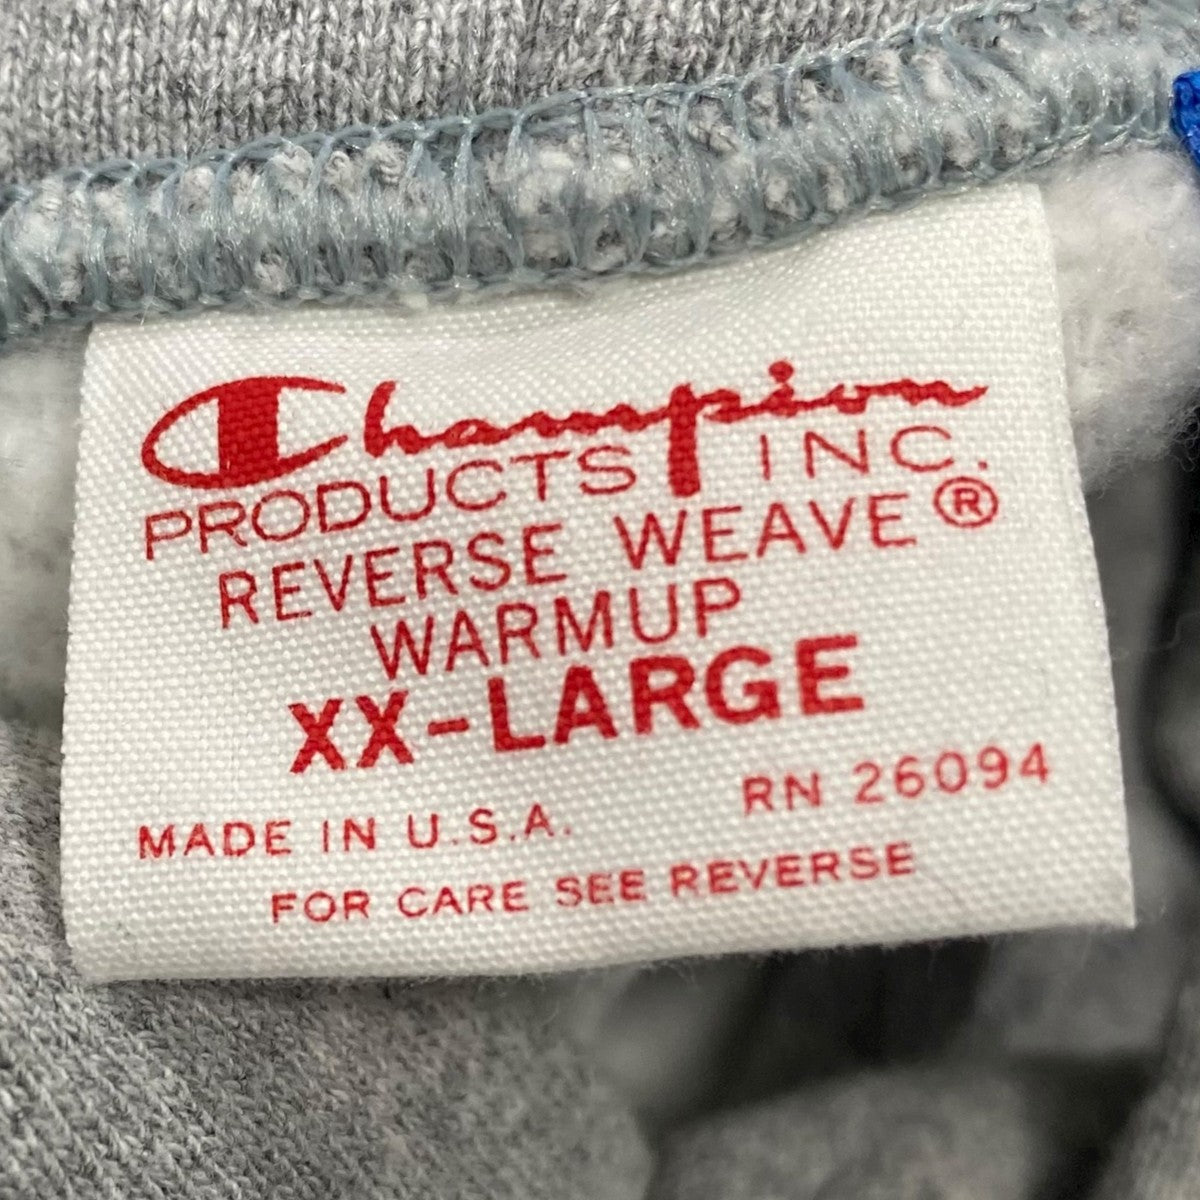 Champion
PRODUCTS INC.
REVERSE WEAVE®
WARMUP
XX-LARGE
RN 26094
MADE IN U.S.A.
FOR CARE SEE REVERSE